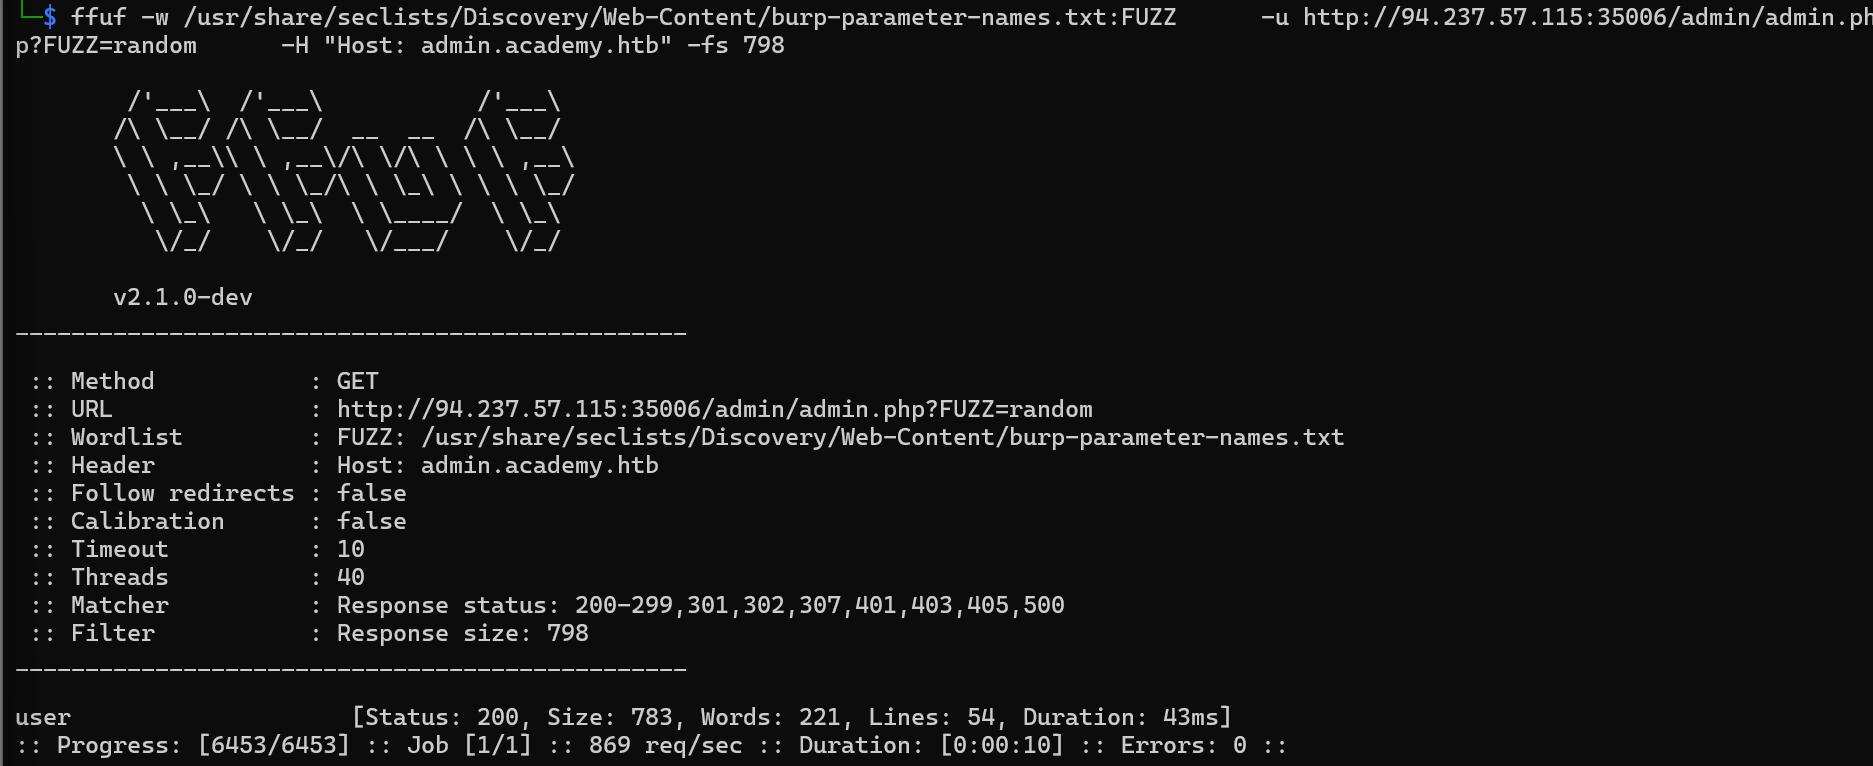 └─$ ffuf -w /usr/share/seclists/Discovery/Web-Content/burp-parameter-names.txt:FUZZ      -u http://94.237.57.115:35006/admin/admin.ph
p?FUZZ=random      -H "Host: admin.academy.htb" -fs 798

        /'___\  /'___\           /'___\
       /\ \__/ /\ \__/  __  __  /\ \__/
       \ \ ,__\\ \ ,__\/\ \/\ \ \ \ ,__\
        \ \ \_/ \ \ \_/\ \ \_\ \ \ \ \_/
         \ \_\   \ \_\  \ \____/  \ \_\
          \/_/    \/_/   \/___/    \/_/

       v2.1.0-dev
________________________________________________

 :: Method           : GET
 :: URL              : http://94.237.57.115:35006/admin/admin.php?FUZZ=random
 :: Wordlist         : FUZZ: /usr/share/seclists/Discovery/Web-Content/burp-parameter-names.txt
 :: Header           : Host: admin.academy.htb
 :: Follow redirects : false
 :: Calibration      : false
 :: Timeout          : 10
 :: Threads          : 40
 :: Matcher          : Response status: 200-299,301,302,307,401,403,405,500
 :: Filter           : Response size: 798
________________________________________________

user                    [Status: 200, Size: 783, Words: 221, Lines: 54, Duration: 43ms]
:: Progress: [6453/6453] :: Job [1/1] :: 869 req/sec :: Duration: [0:00:10] :: Errors: 0 ::